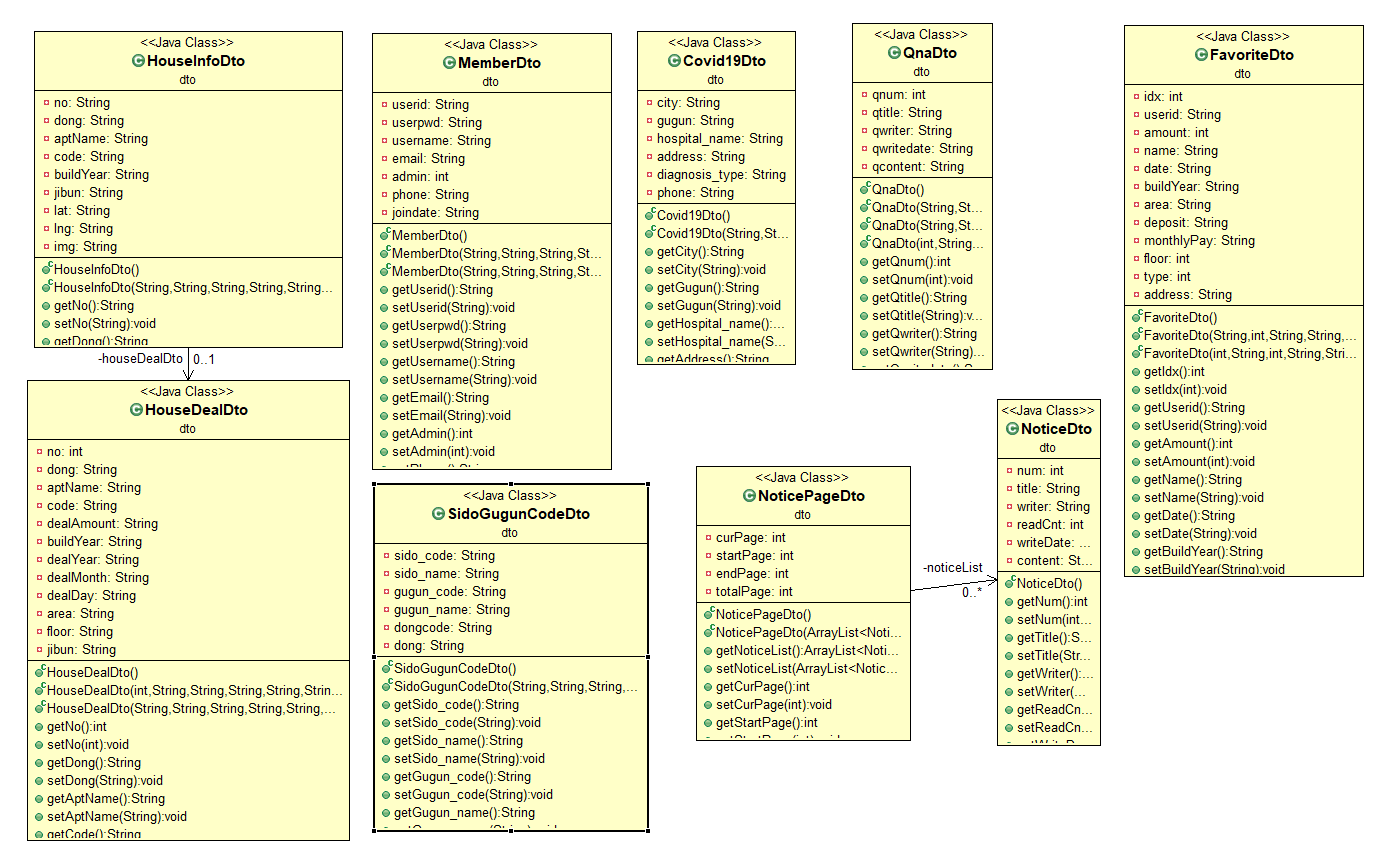 <<Java Class>>
HouseInfoDto
dto
no: String
dong: String
aptName: String
code: String
buildYear: String
jibun: String
lat: String
lng: String
img: String
HouseInfoDto()
HouseInfoDto(String,String,String,String,String...
getNo():String
setNo(String):void
getDong():String
-houseDealDto 0..1
<<Java Class>>
HouseDealDto
dto
no: int
dong: String
aptName: String
code: String
dealAmount: String
buildYear: String
dealYear: String
dealMonth: String
dealDay: String
area: String
floor: String
jibun: String
HouseDealDto()
HouseDealDto(int,String,String,String,String,Strin...
HouseDealDto(String,String,String,String,String,...
getNo():int
setNo(int):void
getDong():String
setDong(String):void
getAptName():String
setAptName(String):void
getCode():String
<<Java Class>>
MemberDto
dto
userid: String
userpwd: String
username: String
email: String
admin: int
phone: String
joindate: String
MemberDto()
MemberDto(String,String,String,St...
MemberDto(String,String,String,St...
getUserid():String
setUserid(String):void
getUserpwd():String
setUserpwd(String):void
getUsername():String
setUsername(String):void
getEmail():String
setEmail(String):void
getAdmin():int
setAdmin(int):void
<<Java Class>>
SidoGugunCodeDto
dto
sido_code: String
sido_name: String
gugun_code: String
gugun_name: String
dongcode: String
dong: String
SidoGugunCodeDto()
SidoGugunCodeDto(String,String,String,...
getSido_code():String
setSido_code(String):void
getSido_name():String
setSido_name(String):void
getGugun_code():String
setGugun_code(String):void
getGugun_name():String
<<Java Class>>
Covid19Dto
dto
city: String
gugun: String
hospital_name: String
address: String
diagnosis_type: String
phone: String
Covid19Dto()
Covid19Dto(String,St...
getCity():String
setCity(String):void
getGugun():String
setGugun(String):void
getHospital_name():...
setHospital_name(S...
getAddress():String
<<Java Class>>
QnaDto
dto
qnum: int
qtitle: String
qwriter: String
qwritedate: String
qcontent: String
QnaDto()
QnaDto(String,St...
QnaDto(String,St...
QnaDto(int,String...
getQnum():int
setQnum(int):void
getQtitle():String
setQtitle(String):v...
getQwriter():String
setQwriter(String)...
<<Java Class>>
NoticePageDto
dto
curPage: int
startPage: int
endPage: int
totalPage: int
NoticePageDto()
NoticePageDto(ArrayList<Noti...
getNoticeList():ArrayList<Noti...
setNoticeList(ArrayList<Notic...
getCurPage():int
setCurPage(int):void
getStartPage():int
-noticeList
0..*
<<Java Class>>
NoticeDto
dto
num: int
title: String
writer: String
readCnt: int
writeDate: ...
content: St...
NoticeDto()
getNum():int
setNum(int...
getTitle():S...
setTitle(Str...
getWriter():...
setWriter(...
getReadCn...
setReadCn...
<<Java Class>>
FavoriteDto
dto
idx: int
userid: String
amount: int
name: String
date: String
buildYear: String
area: String
deposit: String
monthlyPay: String
floor: int
type: int
address: String
FavoriteDto()
FavoriteDto(String,int,String,String,...
FavoriteDto(int,String,int,String,Stri...
getIdx():int
setIdx(int):void
getUserid():String
setUserid(String):void
getAmount():int
setAmount(int):void
getName():String
setName(String):void
getDate():String
setDate(String):void
getBuildYear():String
setBuildYear(String):void